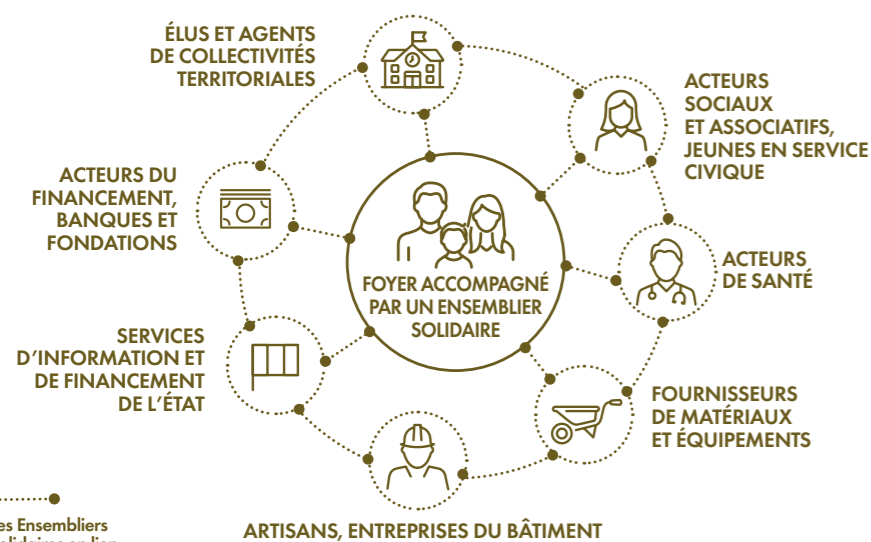 ÉLUS ET AGENTS
DE COLLECTIVITÉS
TERRITORIALES
ACTEURS
SOCIAUX
ET ASSOCIATIFS,
JEUNES EN SERVICE
CIVIQUE
ACTEURS DU
FINANCEMENT,
BANQUES ET
FONDATIONS
FOYER ACCOMPAGNÉ
PAR UN ENSEMBLIER
SOLIDAIRE
ACTEURS
DE SANTÉ
SERVICES
D'INFORMATION ET
DE FINANCEMENT
DE L'ÉTAT
FOURNISSEURS
DE MATÉRIAUX
ET ÉQUIPEMENTS
ARTISANS, ENTREPRISES DU BÂTIMENT
es Ensembliers